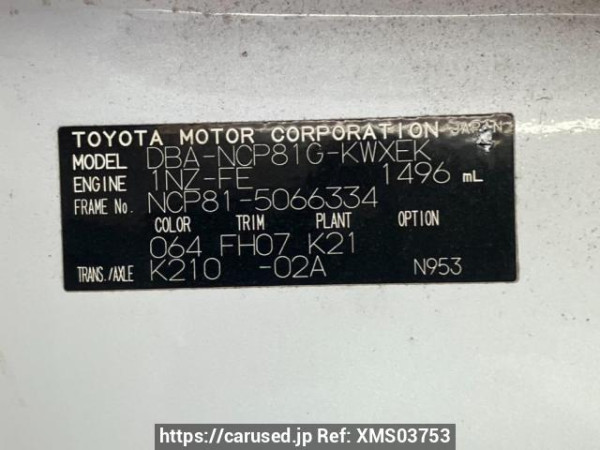 TOYOTA MOTOR CORPORATION JAPAN
MODEL DBA-NCP81G-KWXEK
ENGINE 1NZ-FE 1496 mL
FRAME No. NCP81-5066334
COLOR TRIM PLANT OPTION
064 FH07 K21
TRANS./AXLE K210 -02A N953
https://carused.jp Ref: XMS03753